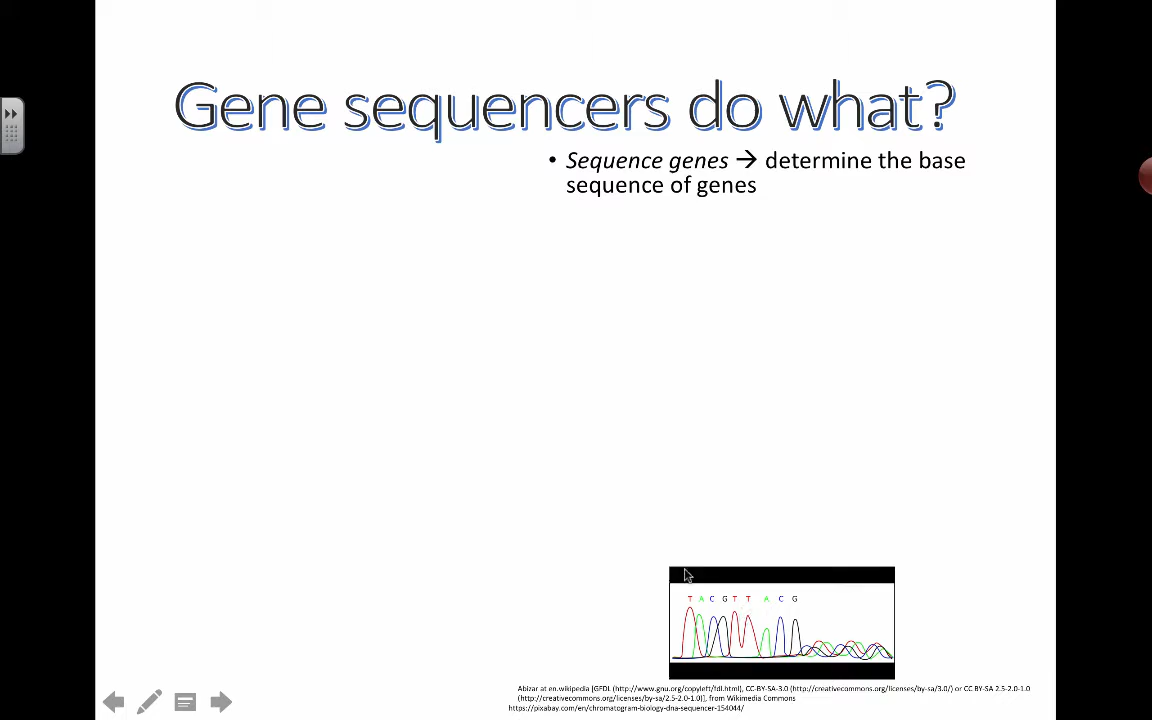 Gene sequencers do what?
• Sequence genes → determine the base
sequence of genes
T A C G T T A C G
Abizar at en.wikipedia [GFDL (http://www.gnu.org/copyleft/fdl.html), CC-BY-SA-3.0 (http://creativecommons.org/licenses/by-sa/3.0/) or CC BY-SA 2.5-2.0-1.0
(http://creativecommons.org/licenses/by-sa/2.5-2.0-1.0)], from Wikimedia Commons
https://pixabay.com/en/chromatogram-biology-dna-sequencer-154044/